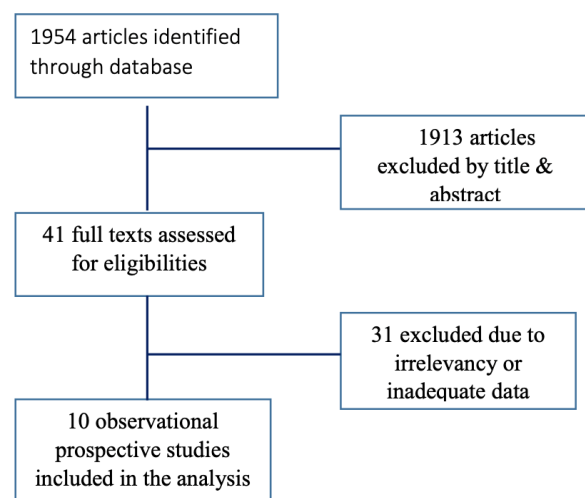 1954 articles identified
through database
1913 articles
excluded by title &
abstract
41 full texts assessed
for eligibilities
31 excluded due to
irrelevancy or
inadequate data
10 observational
prospective studies
included in the analysis